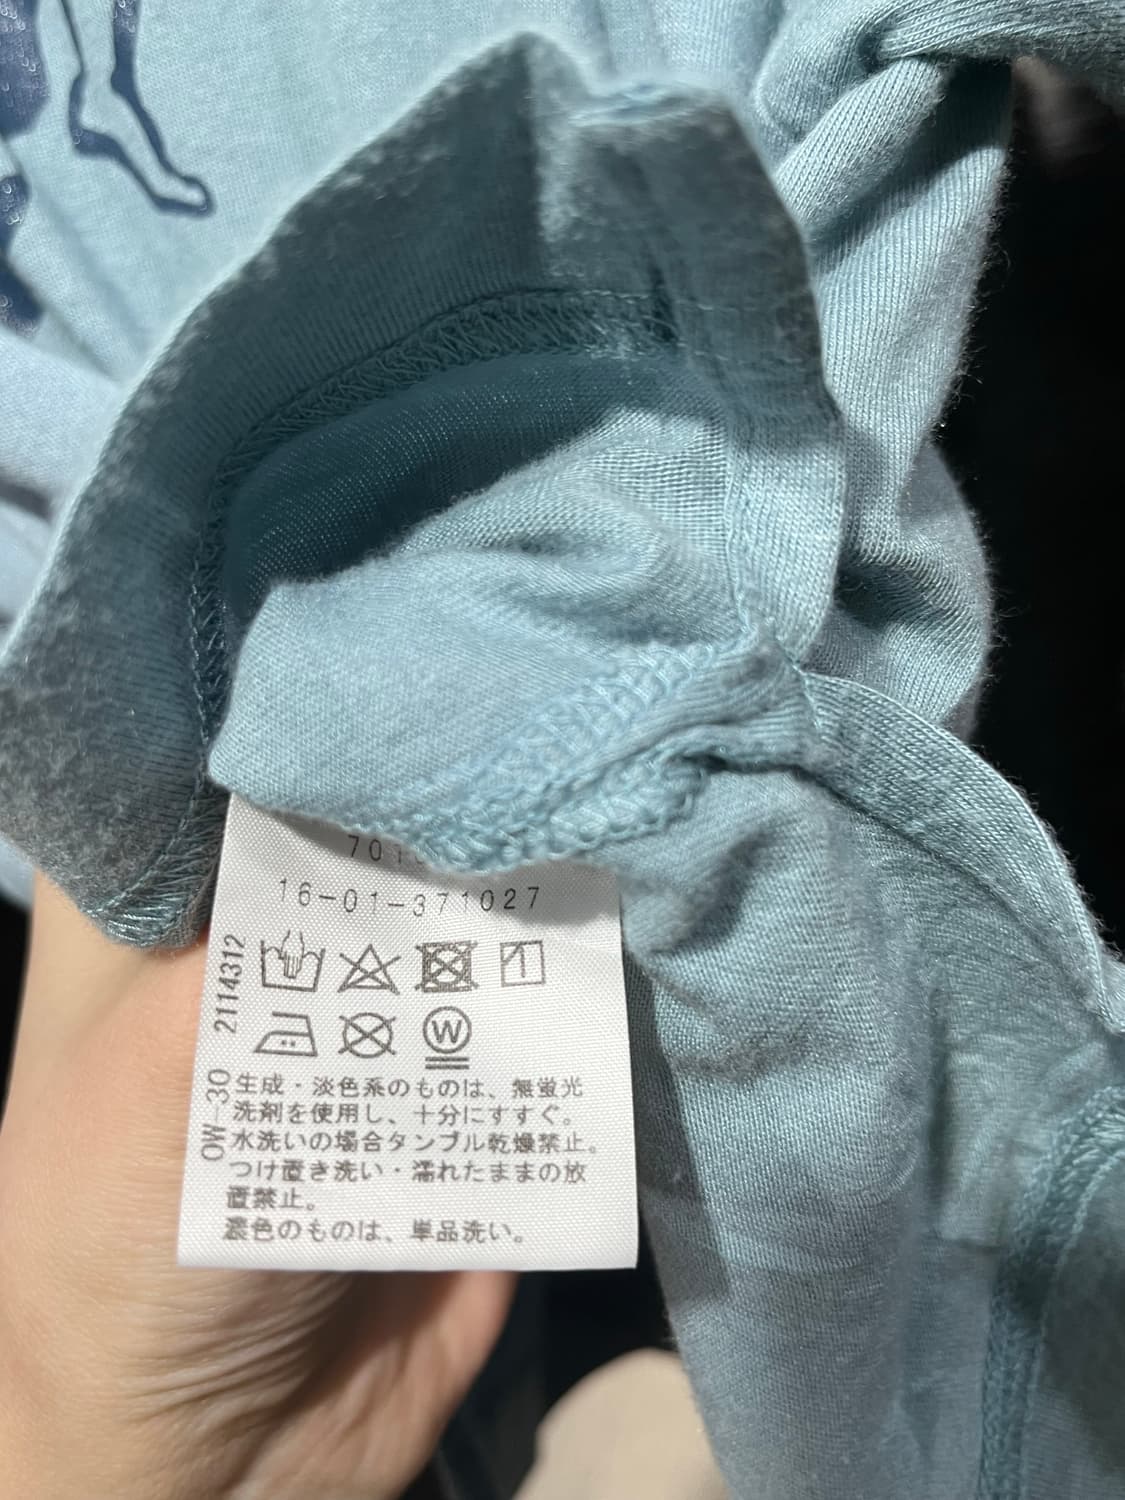 16-01-371027
2114312
OW-30
W
生成・淡色系のものは、無蛍光
洗剤を使用し、十分にすすぐ。
水洗いの場合タンブル乾燥禁止。
つけ置き洗い・濡れたままの放
置禁止。
濃色のものは、単品洗い。